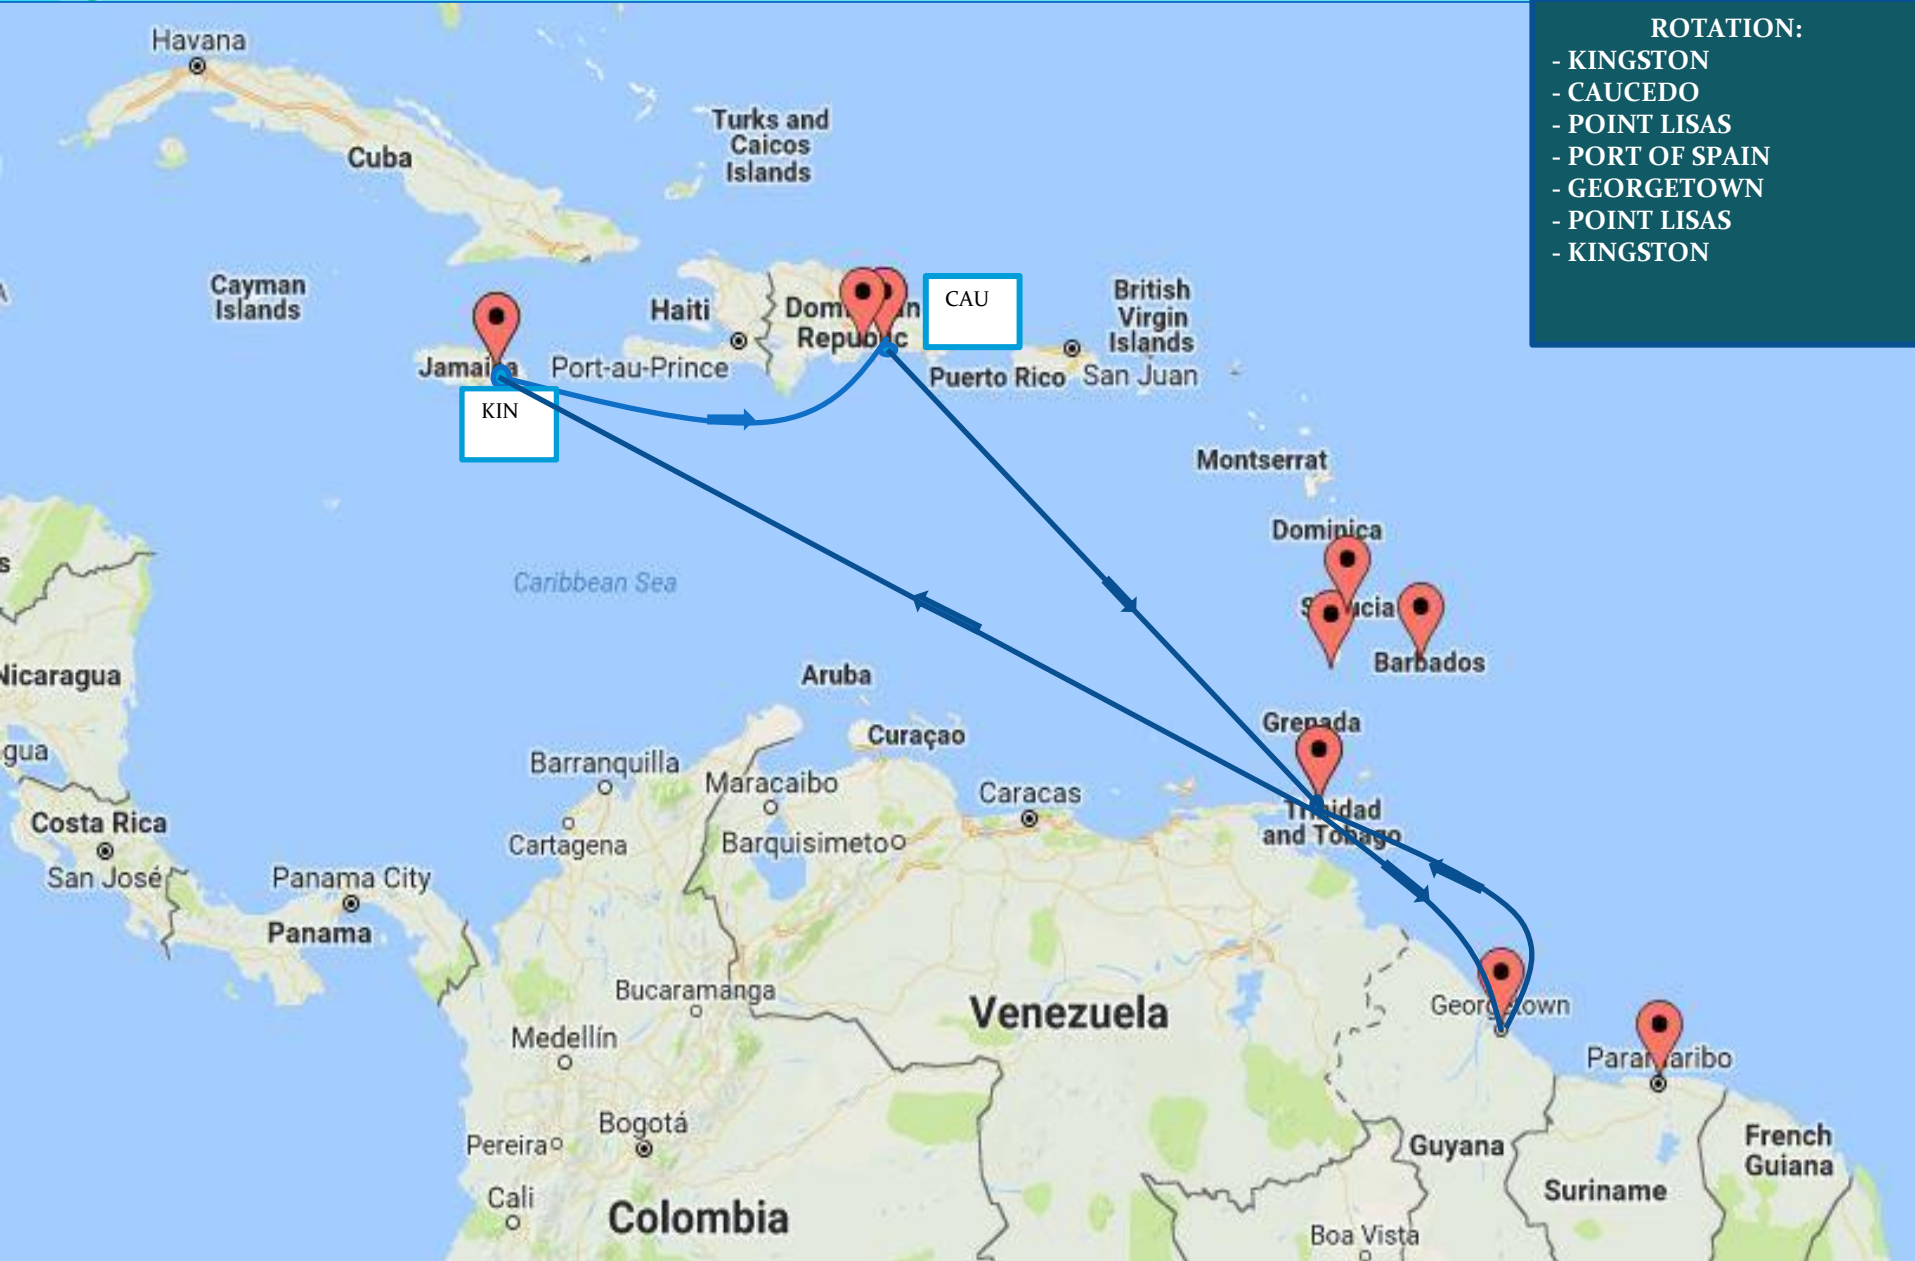 ROTATION:
- KINGSTON
- CAUCEDO
- POINT LISAS
- PORT OF SPAIN
- GEORGETOWN
- POINT LISAS
- KINGSTON
Havana
Cuba
Turks and
Caicos
Islands
Cayman
Islands
Haiti
CAU
British
Virgin
Islands
Port-au-Prince
Puerto Rico
San Juan
KIN
Montserrat
Dominica
Caribbean Sea
Barbados
Nicaragua
Aruba
Grenada
Curaçao
gua
Barranquilla
Maracaibo
Caracas
Costa Rica
Cartagena
Barquisimeto
and Tobago
San José
Panama City
Panama
Bucaramanga
Venezuela
Medellín
Bogotá
Pereira
Guyana
French
Guiana
Cali
Suriname
Colombia
Boa Vista